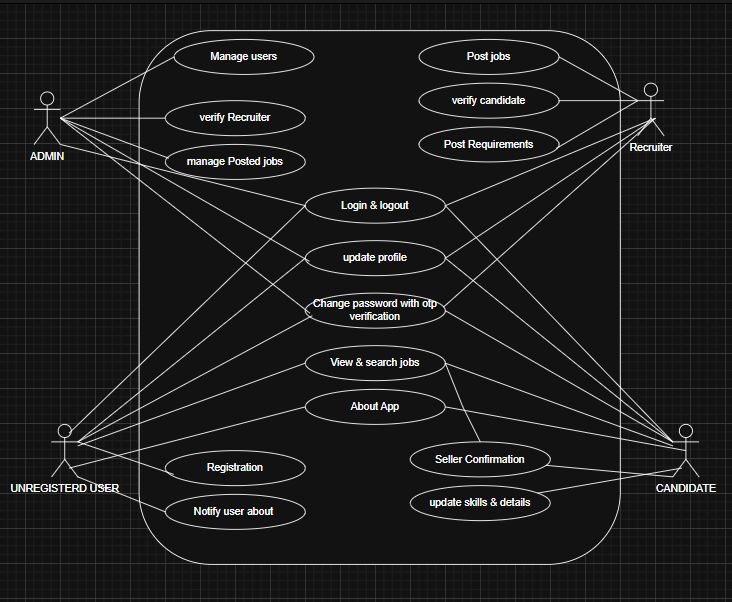 Manage users
Post jobs
verify candidate
verify Recruiter
Post Requirements
Recruiter
ADMIN
manage Posted jobs
Login & logout
update profile
Change password with otp
verification
View & search jobs
About App
Seller Confirmation
Registration
UNREGISTERD USER
CANDIDATE
update skills & details
Notify user about